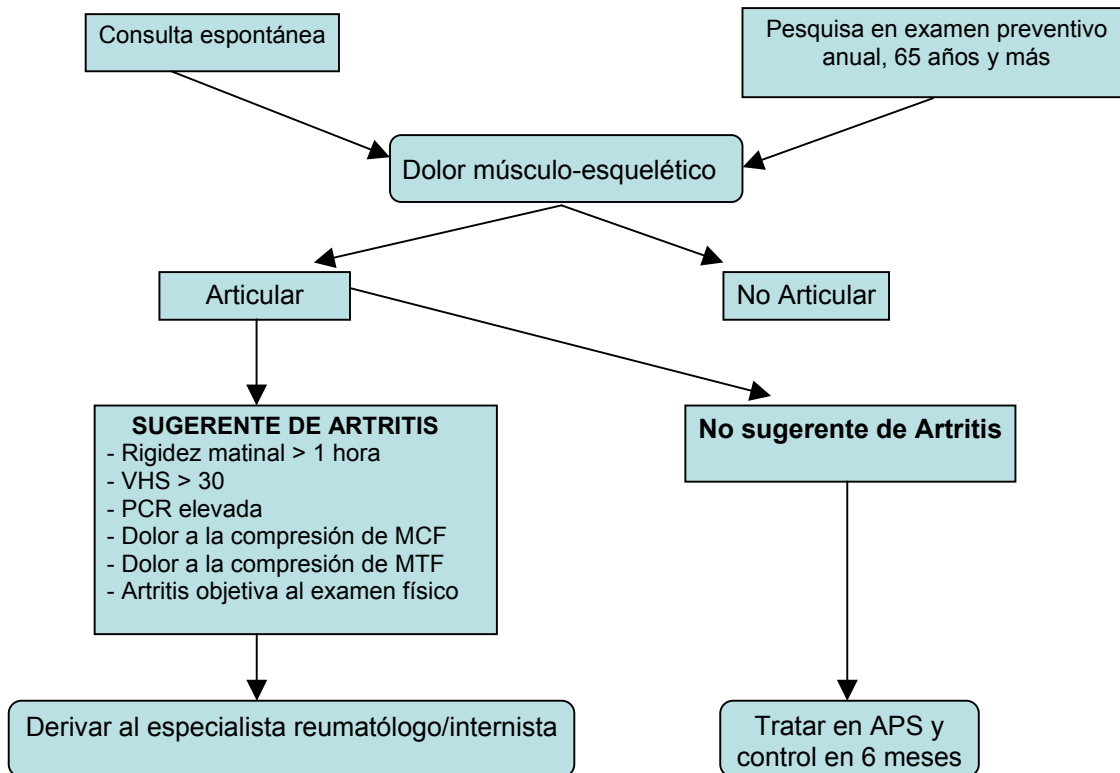 Consulta espontánea
Pesquisa en examen preventivo
anual, 65 años y más
Dolor músculo-esquelético
Articular
No Articular
SUGERENTE DE ARTRITIS
- Rigidez matinal > 1 hora
- VHS > 30
- PCR elevada
- Dolor a la compresión de MCF
- Dolor a la compresión de MTF
- Artritis objetiva al examen físico
No sugerente de Artritis
Derivar al especialista reumatólogo/internista
Tratar en APS y
control en 6 meses